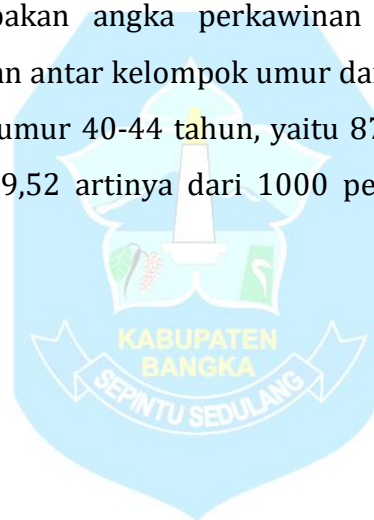 pakan angka perkawinan
an antar kelompok umur da
umur 40-44 tahun, yaitu 87
9,52 artinya dari 1000 pe
KABUPATEN
BANGKA
SEPINTU SEDULANG